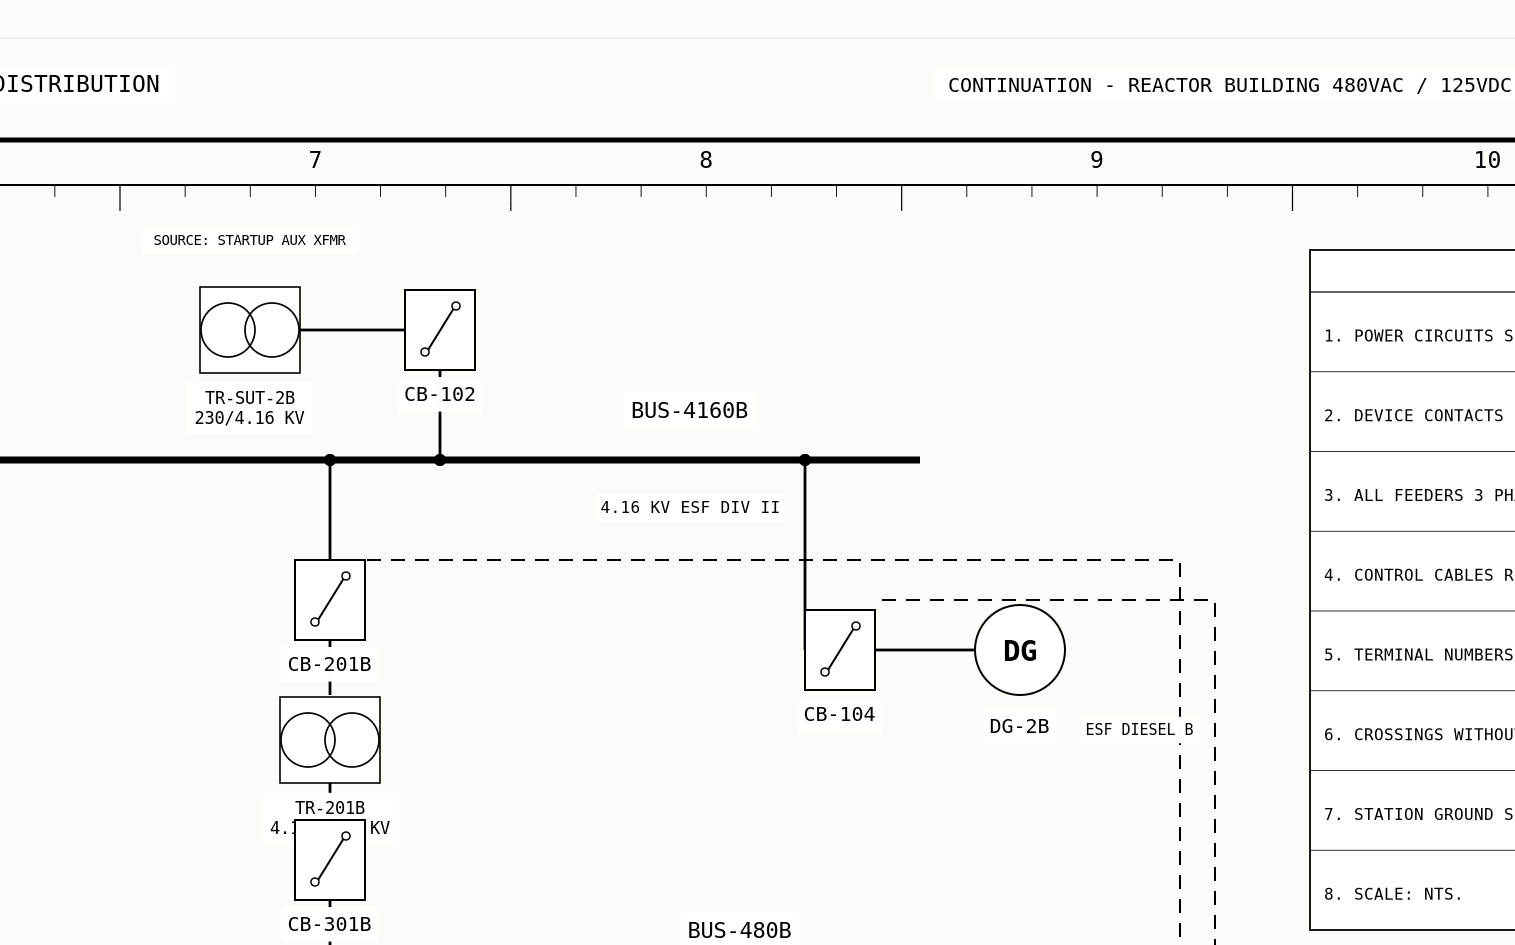 DISTRIBUTION
CONTINUATION - REACTOR BUILDING 480VAC / 125VDC
7 8 9 10
SOURCE: STARTUP AUX XFMR
TR-SUT-2B
230/4.16 KV
CB-102
BUS-4160B
4.16 KV ESF DIV II
CB-201B
TR-201B
KV
CB-301B
CB-104
DG
DG-2B
ESF DIESEL B
BUS-480B
1. POWER CIRCUITS
2. DEVICE CONTACTS
3. ALL FEEDERS 3
4. CONTROL CABLES
5. TERMINAL NUMBERS
6. CROSSINGS
7. STATION GROUND
8. SCALE: NTS.